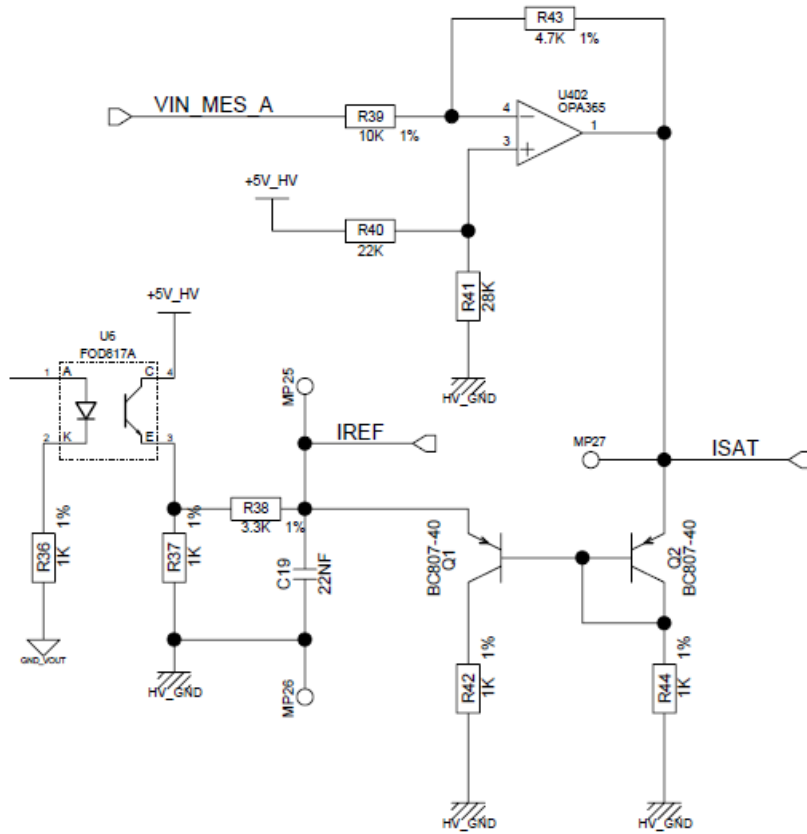 R43
4.7K 1%
U402
OPA365
VIN_MES_A
R39
10K 1%
4
3
1
+5V_HV
R40
22K
R41
28K
HV_GND
+5V_HV
U6
FOD817A
1
A
C
4
2
K
E
3
MP25
IREF
MP27
ISAT
R38
3.3K 1%
R36
1K 1%
R37
1K 1%
C19
22NF
BC807-40
Q1
Q2
BC807-40
GND_VOUT
HV_GND
MP26
R42
1K 1%
R44
1K 1%
HV_GND
HV_GND